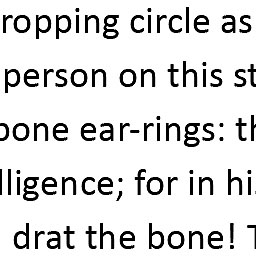 ropping circle as
person on this st
bone ear-rings: th
lligence; for in hi
drat the bone! T